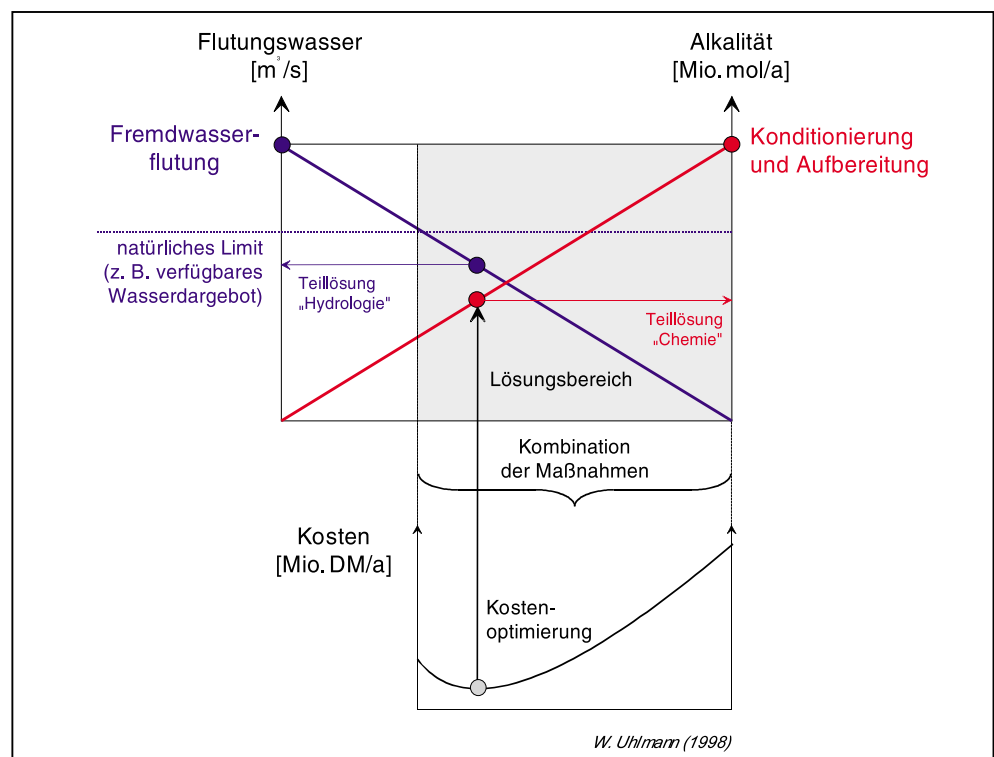 Flutungswasser
[m³/s]
Alkalität
[Mio. mol/a]
Fremdwasser-
flutung
Konditionierung
und Aufbereitung
natürliches Limit
(z. B. verfügbares
Wasserdargebot)
Teillösung
„Hydrologie"
Teillösung
„Chemie"
Lösungsbereich
Kombination
der Maßnahmen
Kosten
[Mio. DM/a]
Kosten-
optimierung
W. Uhlmann (1998)